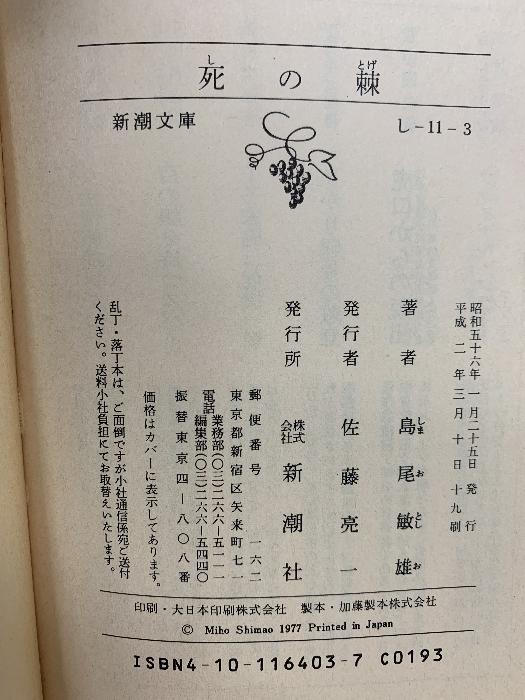 死の棘
しとげ
新潮文庫
し-11-3
昭和五十六年一月二十五日発行
平成二年三月十日十九刷
著者 島尾敏雄
しまおとしお
発行者 佐藤亮一
発行所 株式会社 新潮社
郵便番号 一六二
東京都新宿区矢来町七一
電話 業務部(〇三)二六六―五一一一
編集部(〇三)二六六―五四四〇
振替東京四―八〇八番
価格はカバーに表示してあります。
乱丁・落丁本は、ご面倒ですが小社通信係宛ご送付
ください。送料小社負担にてお取替えいたします。
印刷・大日本印刷株式会社 製本・加藤製本株式会社
© Miho Shimao 1977 Printed in Japan
ISBN4-10-116403-7 C0193